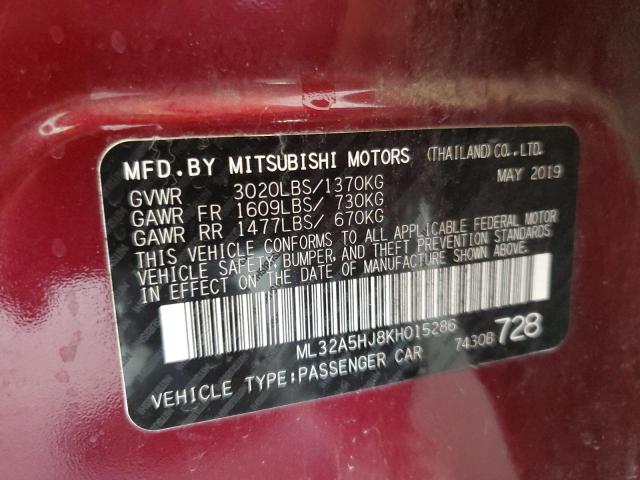 MFD.BY MITSUBISHI MOTORS (THAILAND) CO.,LTD.
MAY 2019
GVWR 3020LBS/1370KG
GAWR FR 1609LBS/ 730KG
GAWR RR 1477LBS/ 670KG
THIS VEHICLE CONFORMS TO ALL APPLICABLE FEDERAL MOTOR
VEHICLE SAFETY, BUMPER, AND THEFT PREVENTION STANDARDS
IN EFFECT ON THE DATE OF MANUFACTURE SHOWN ABOVE.
ML32A5HJ8KH015286
7430B 728
VEHICLE TYPE:PASSENGER CAR